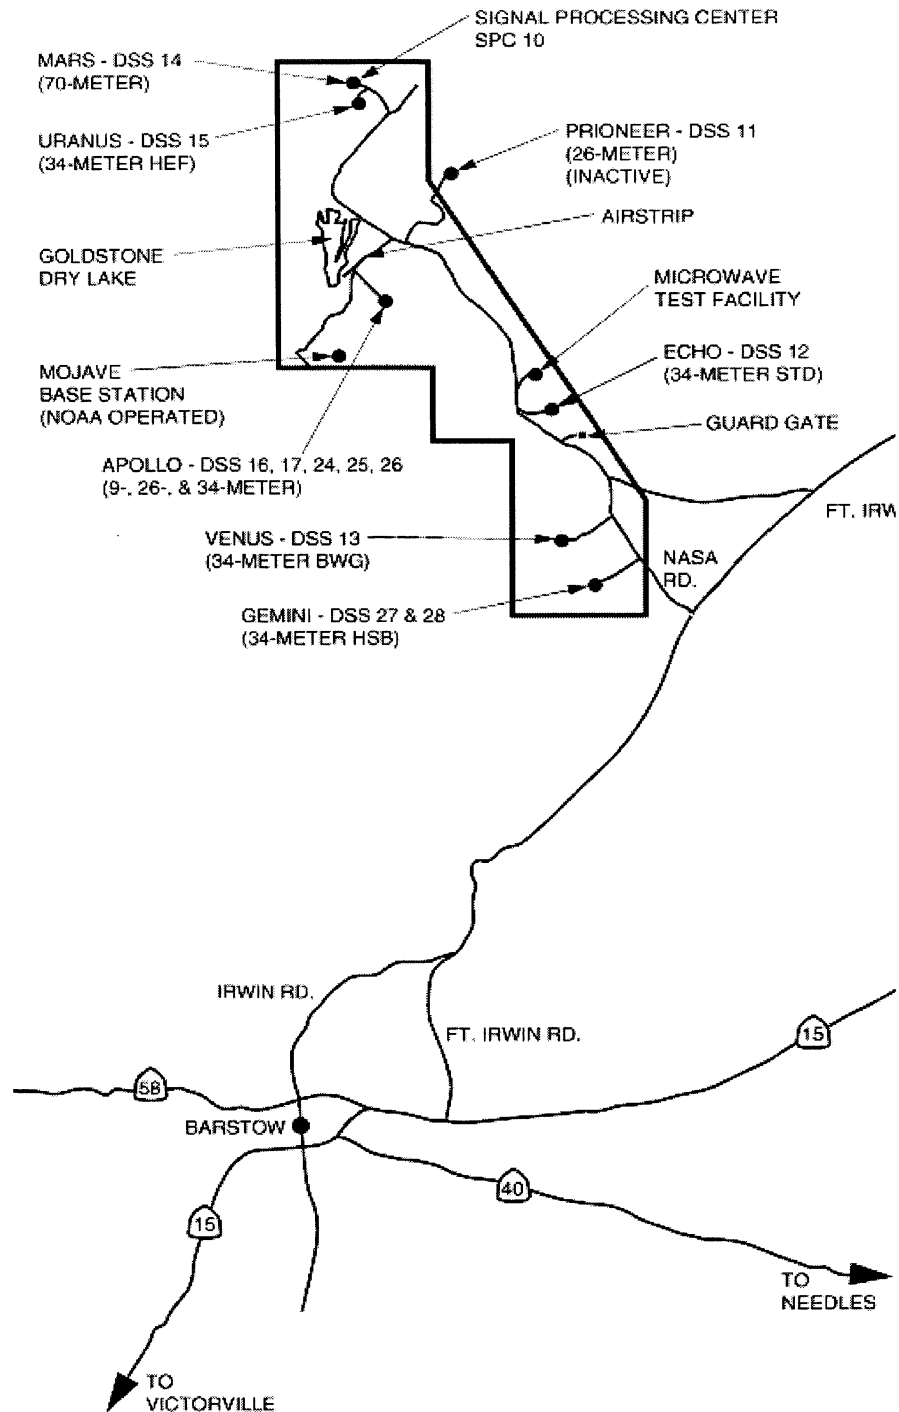 SIGNAL PROCESSING CENTER
SPC 10
MARS - DSS 14
(70-METER)
URANUS - DSS 15
(34-METER HEF)
PRIONEER - DSS 11
(26-METER)
(INACTIVE)
AIRSTRIP
GOLDSTONE
DRY LAKE
MICROWAVE
TEST FACILITY
ECHO - DSS 12
(34-METER STD)
MOJAVE
BASE STATION
(NOAA OPERATED)
GUARD GATE
APOLLO - DSS 16, 17, 24, 25, 26
(9-, 26-, & 34-METER)
FT. IRW
VENUS - DSS 13
(34-METER BWG)
NASA
RD.
GEMINI - DSS 27 & 28
(34-METER HSB)
IRWIN RD.
FT. IRWIN RD.
15
58
BARSTOW
40
15
TO
NEEDLES
TO
VICTORVILLE